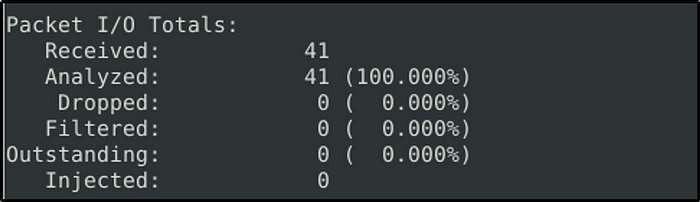 Packet I/O Totals:
Received: 41
Analyzed: 41 (100.000%)
Dropped: 0 ( 0.000%)
Filtered: 0 ( 0.000%)
Outstanding: 0 ( 0.000%)
Injected: 0